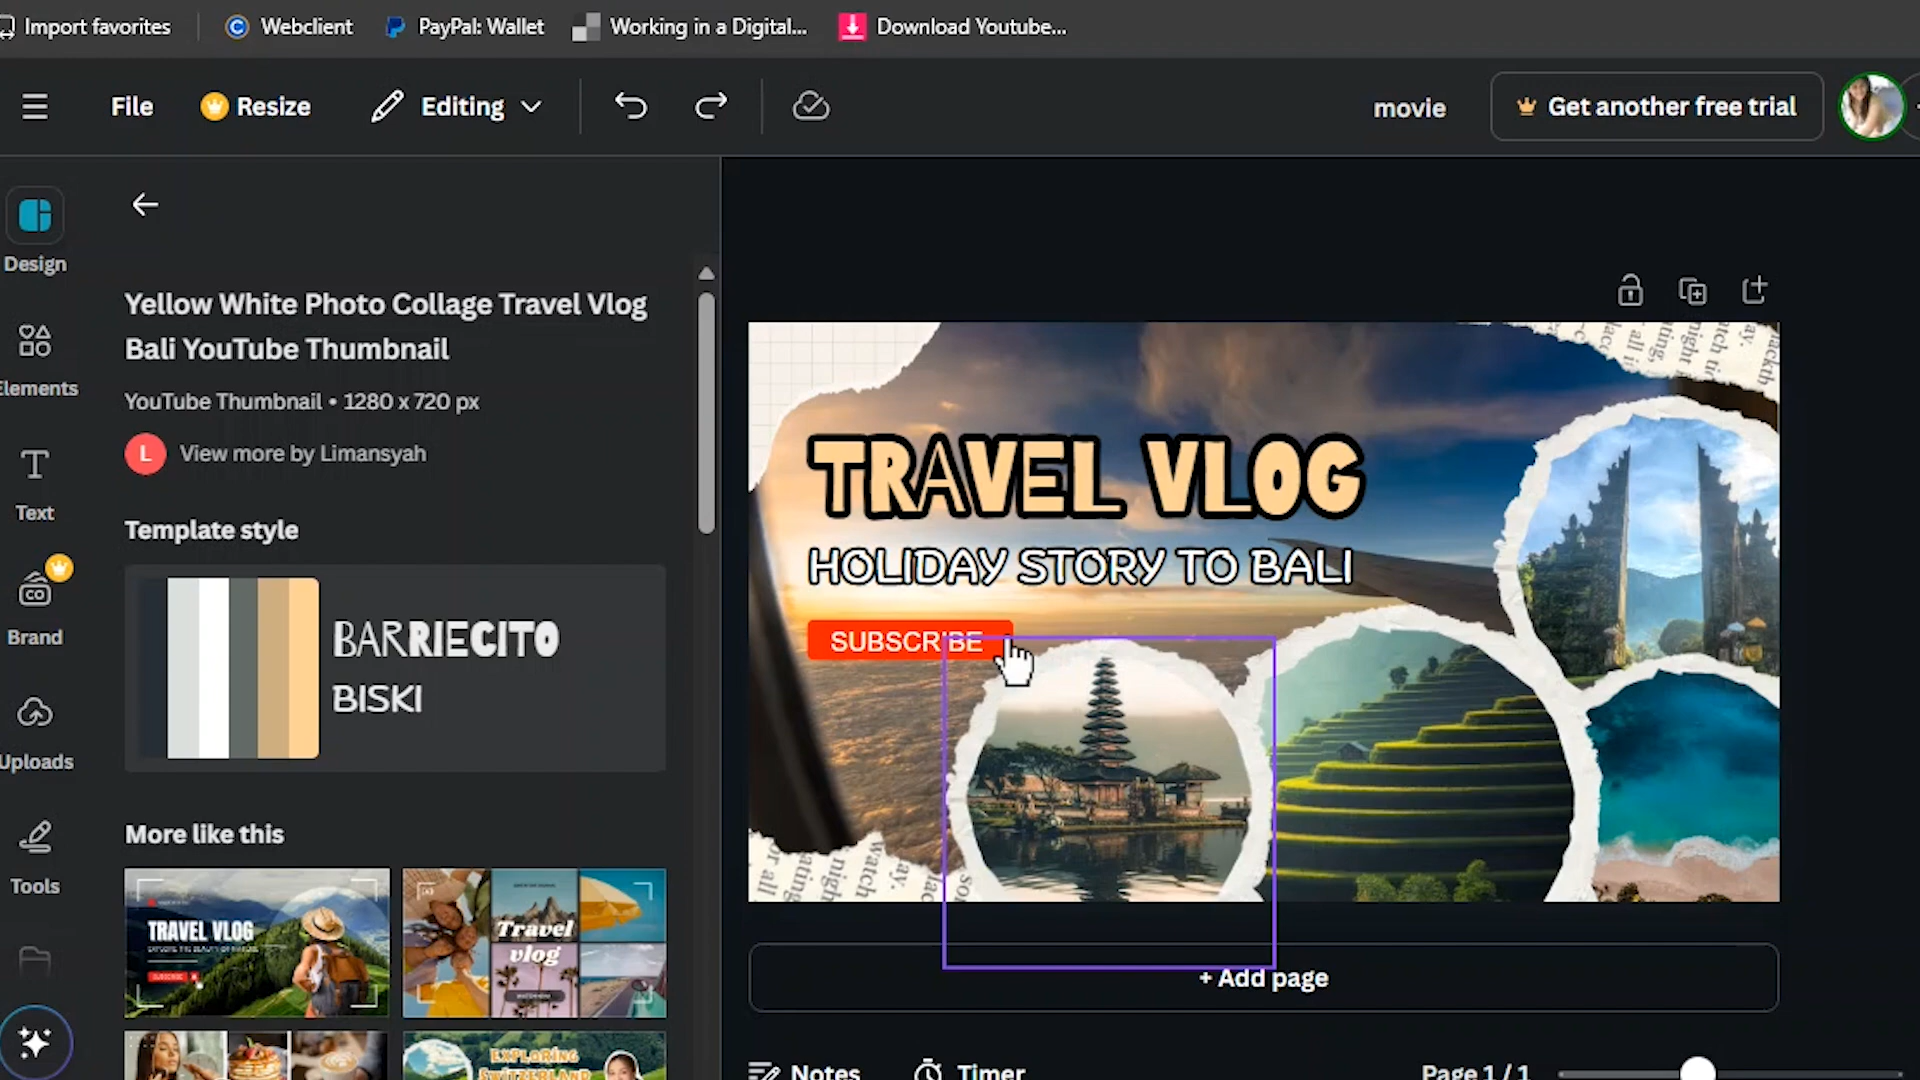 Import favorites
Webclient
PayPal: Wallet
Working in a Digital...
Download Youtube...
File
Resize
Editing
movie
Get another free trial
Design
Elements
Text
Brand
Uploads
Tools
Yellow White Photo Collage Travel Vlog
Bali YouTube Thumbnail
YouTube Thumbnail • 1280 x 720 px
L
View more by Limansyah
Template style
BARRIECITO
BISKI
More like this
TRAVEL VLOG
SUBSCRIBE
Travel
vlog
EXPLORING
SWITZERLAND
TRAVEL VLOG
HOLIDAY STORY TO BALI
SUBSCRIBE
+ Add page
Notes
Timer
Page 1 / 1